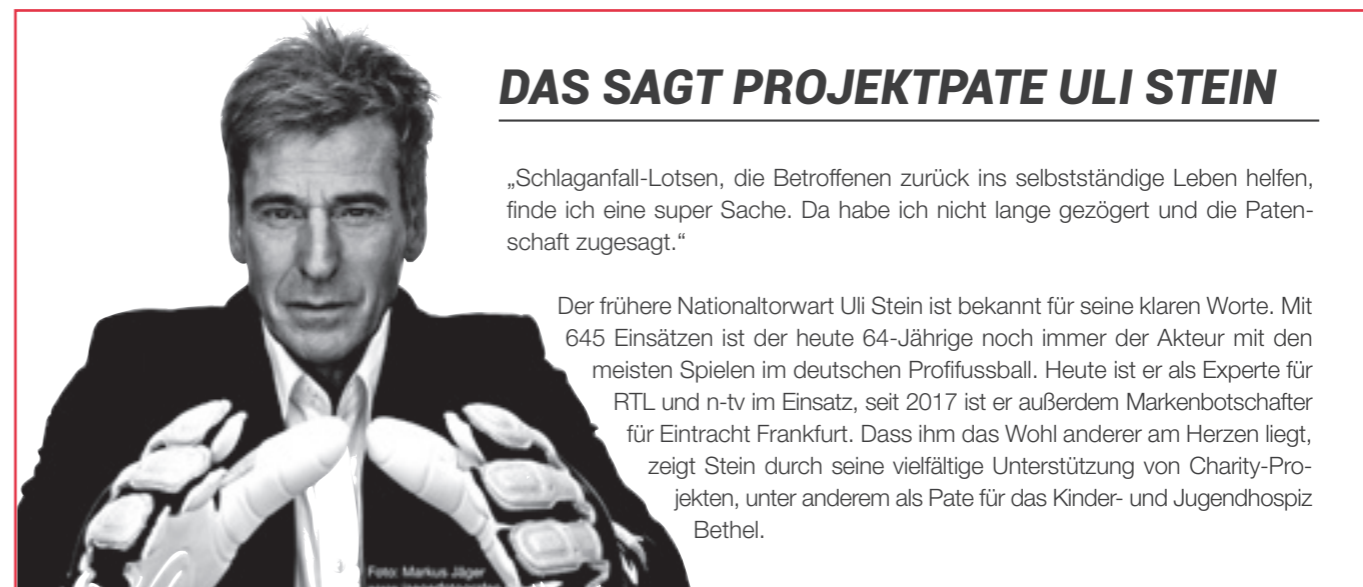 DAS SAGT PROJEKTPATE ULI STEIN
„Schlaganfall-Lotsen, die Betroffenen zurück ins selbstständige Leben helfen,
finde ich eine super Sache. Da habe ich nicht lange gezögert und die Paten-
schaft zugesagt.“
Der frühere Nationaltorwart Uli Stein ist bekannt für seine klaren Worte. Mit
645 Einsätzen ist der heute 64-Jährige noch immer der Akteur mit den
meisten Spielen im deutschen Profifussball. Heute ist er als Experte für
RTL und n-tv im Einsatz, seit 2017 ist er außerdem Markenbotschafter
für Eintracht Frankfurt. Dass ihm das Wohl anderer am Herzen liegt,
zeigt Stein durch seine vielfältige Unterstützung von Charity-Pro-
jekten, unter anderem als Pate für das Kinder- und Jugendhospiz
Bethel.
Foto: Markus Jäger